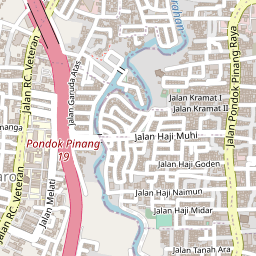 Jalan RC. Veteran
Jalan Garuda Atas
Jalan Kramat I
Jalan Kramat II
Jalan Pondok Pinang Raya
Jalan Haji Muhi
Pondok Pinang
19
Jalan Haji Goden
Jalan RC. Veteran
Jalan Melati
Jalan Haji Naimun
Jalan Haji Midar
Jalan Tanah Ara